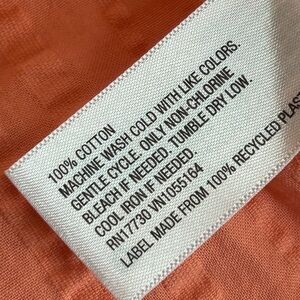 100% COTTON
MACHINE WASH COLD WITH LIKE COLORS.
GENTLE CYCLE. ONLY NON-CHLORINE
BLEACH IF NEEDED. TUMBLE DRY LOW.
COOL IRON IF NEEDED.
RN17730 VN1055164
LABEL MADE FROM 100% RECYCLED PLAST